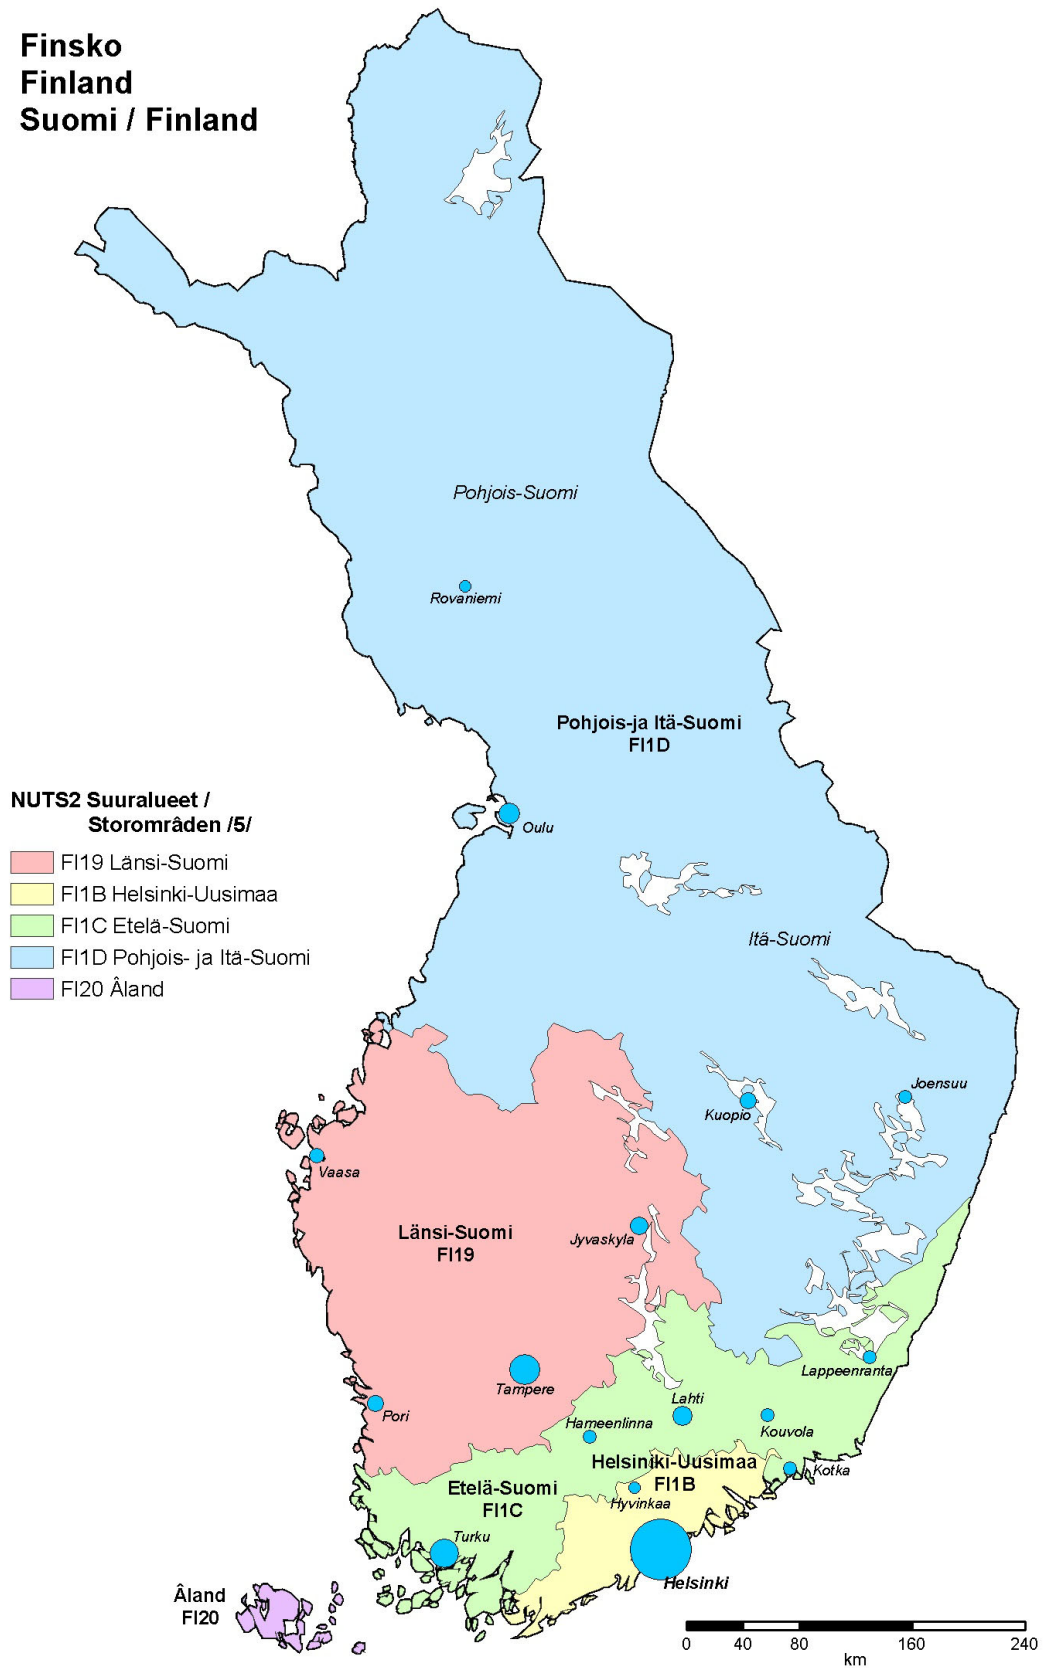 Finsko
Finland
Suomi / Finland
Pohjois-Suomi
Rovaniemi
Pohjois-ja Itä-Suomi
FI1D
NUTS2 Suuralueet /
Storområden /5/
FI19 Länsi-Suomi
FI1B Helsinki-Uusimaa
FI1C Etelä-Suomi
FI1D Pohjois- ja Itä-Suomi
FI20 Åland
Oulu
Itä-Suomi
Joensuu
Kuopio
Vaasa
Länsi-Suomi
FI19
Jyvaskyla
Lappeenranta
Tampere
Pori
Lahti
Hameenlinna
Kouvola
Helsiniki-Uusimaa
FI1B
Kotka
Etelä-Suomi
FI1C
Hyvinkaa
Turku
Helsinki
Åland
FI20
0 40 80 160 240
km